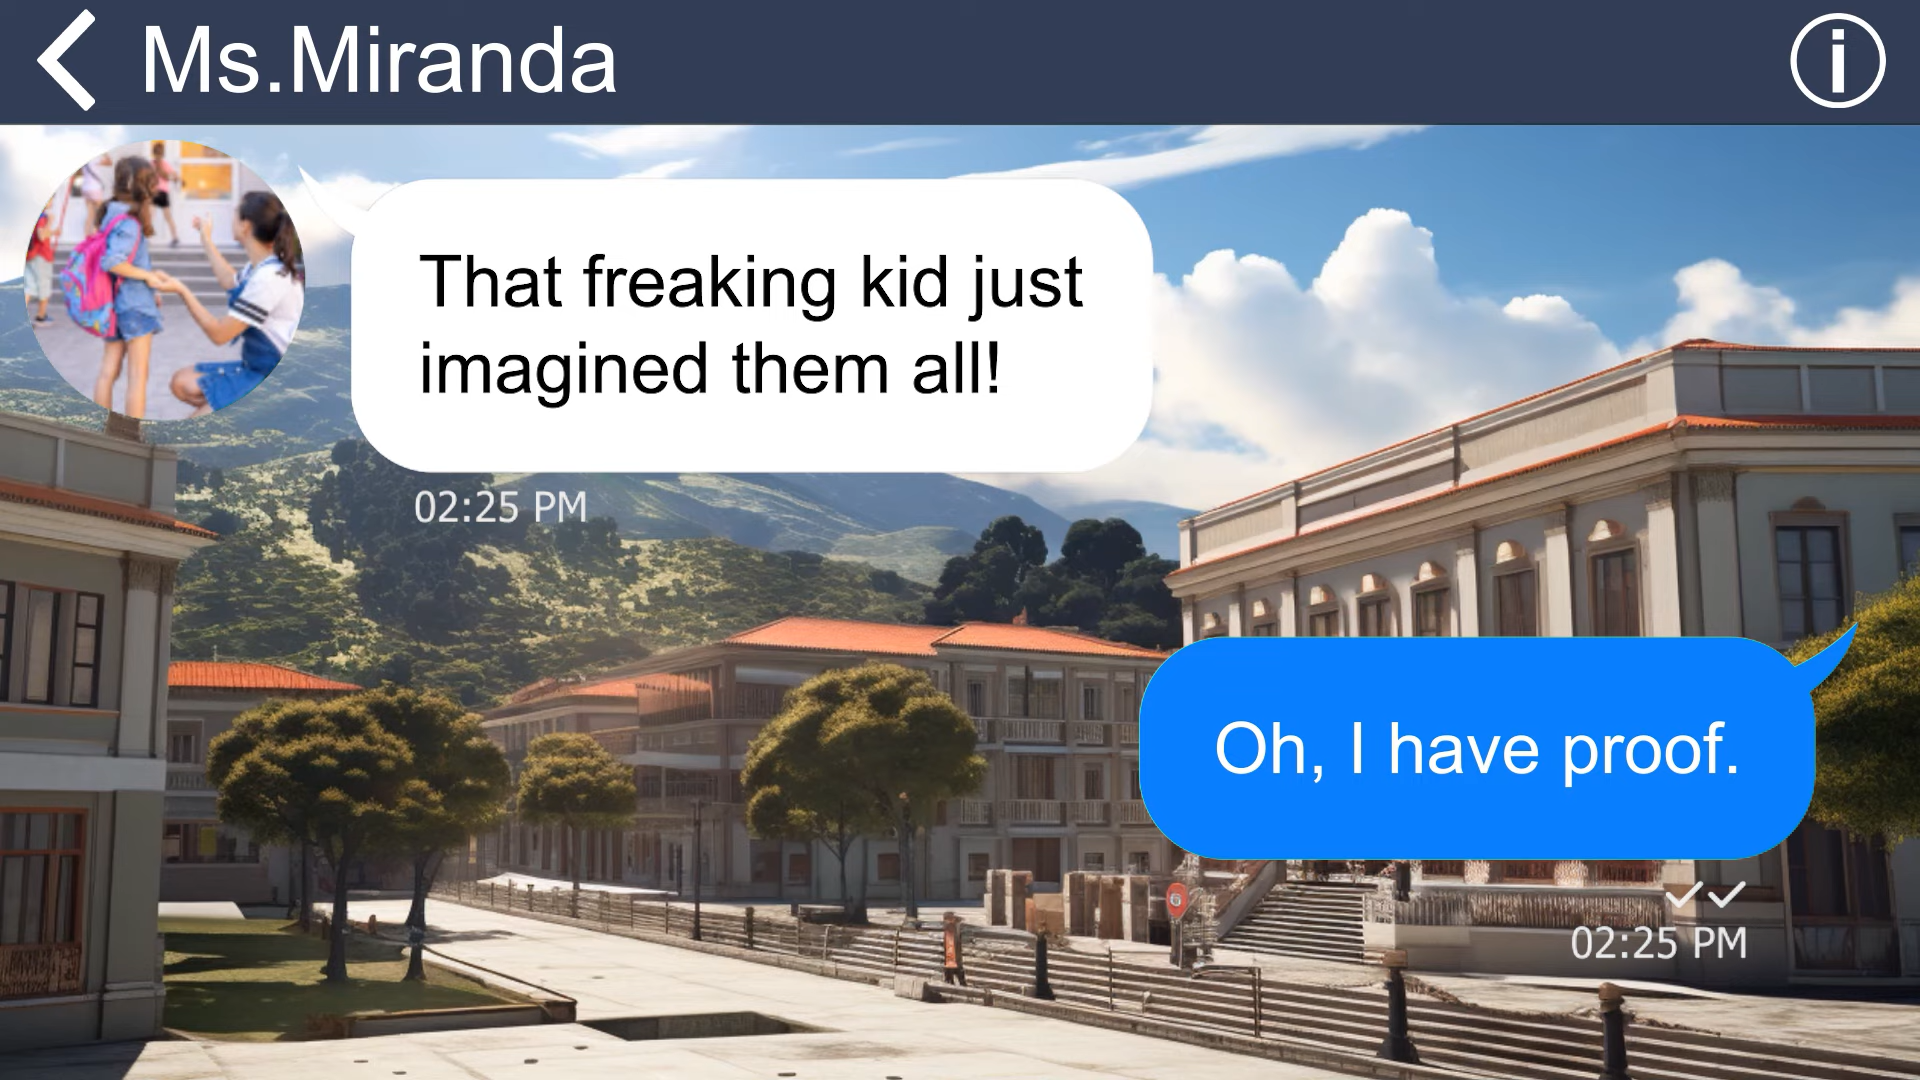 Ms.Miranda
That freaking kid just
imagined them all!
02:25 PM
Oh, I have proof.
02:25 PM